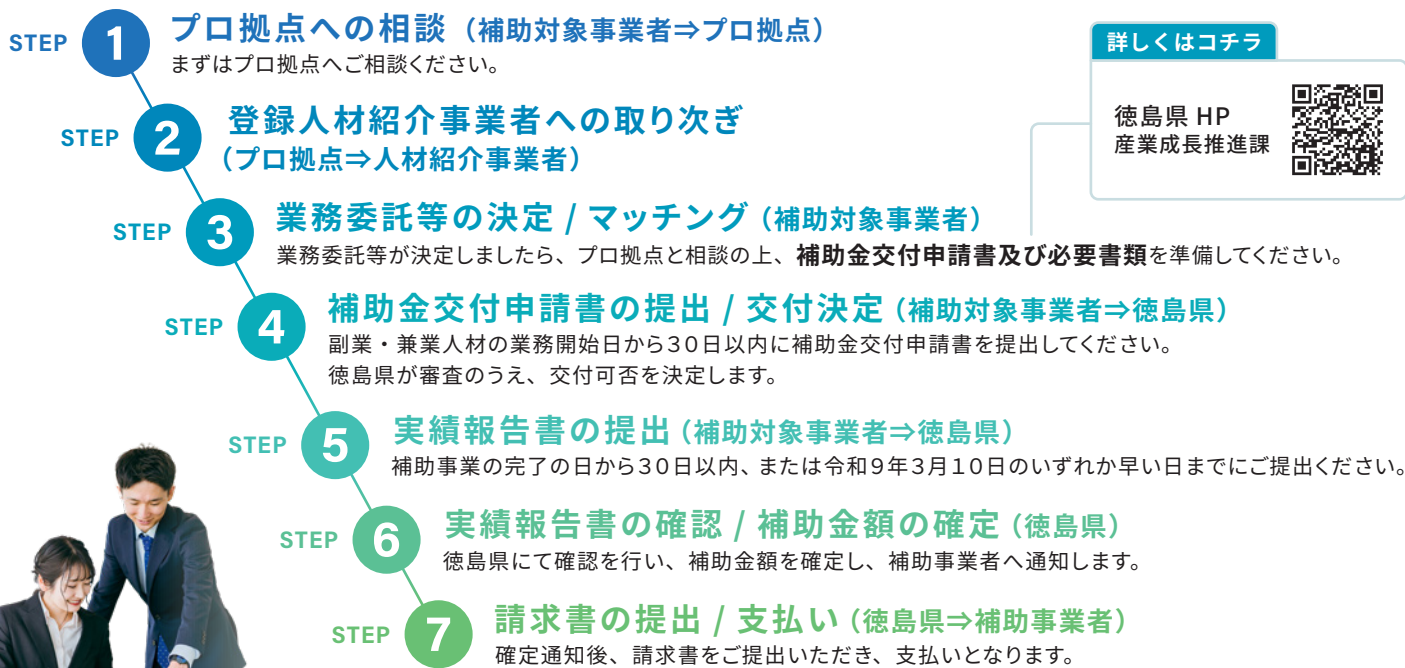 STEP 1 プロ拠点への相談（補助対象事業者⇒プロ拠点）
まずはプロ拠点へご相談ください。
詳しくはコチラ
徳島県 HP
産業成長推進課
STEP 2 登録人材紹介事業者への取り次ぎ
（プロ拠点⇒人材紹介事業者）
STEP 3 業務委託等の決定 / マッチング（補助対象事業者）
業務委託等が決定しましたら、プロ拠点と相談の上、補助金交付申請書及び必要書類を準備してください。
STEP 4 補助金交付申請書の提出 / 交付決定（補助対象事業者⇒徳島県）
副業・兼業人材の業務開始日から３０日以内に補助金交付申請書を提出してください。
徳島県が審査のうえ、交付可否を決定します。
STEP 5 実績報告書の提出（補助対象事業者⇒徳島県）
補助事業の完了の日から３０日以内、または令和９年３月１０日のいずれか早い日までにご提出ください。
STEP 6 実績報告書の確認 / 補助金額の確定（徳島県）
徳島県にて確認を行い、補助金額を確定し、補助事業者へ通知します。
STEP 7 請求書の提出 / 支払い（徳島県⇒補助事業者）
確定通知後、請求書をご提出いただき、支払いとなります。